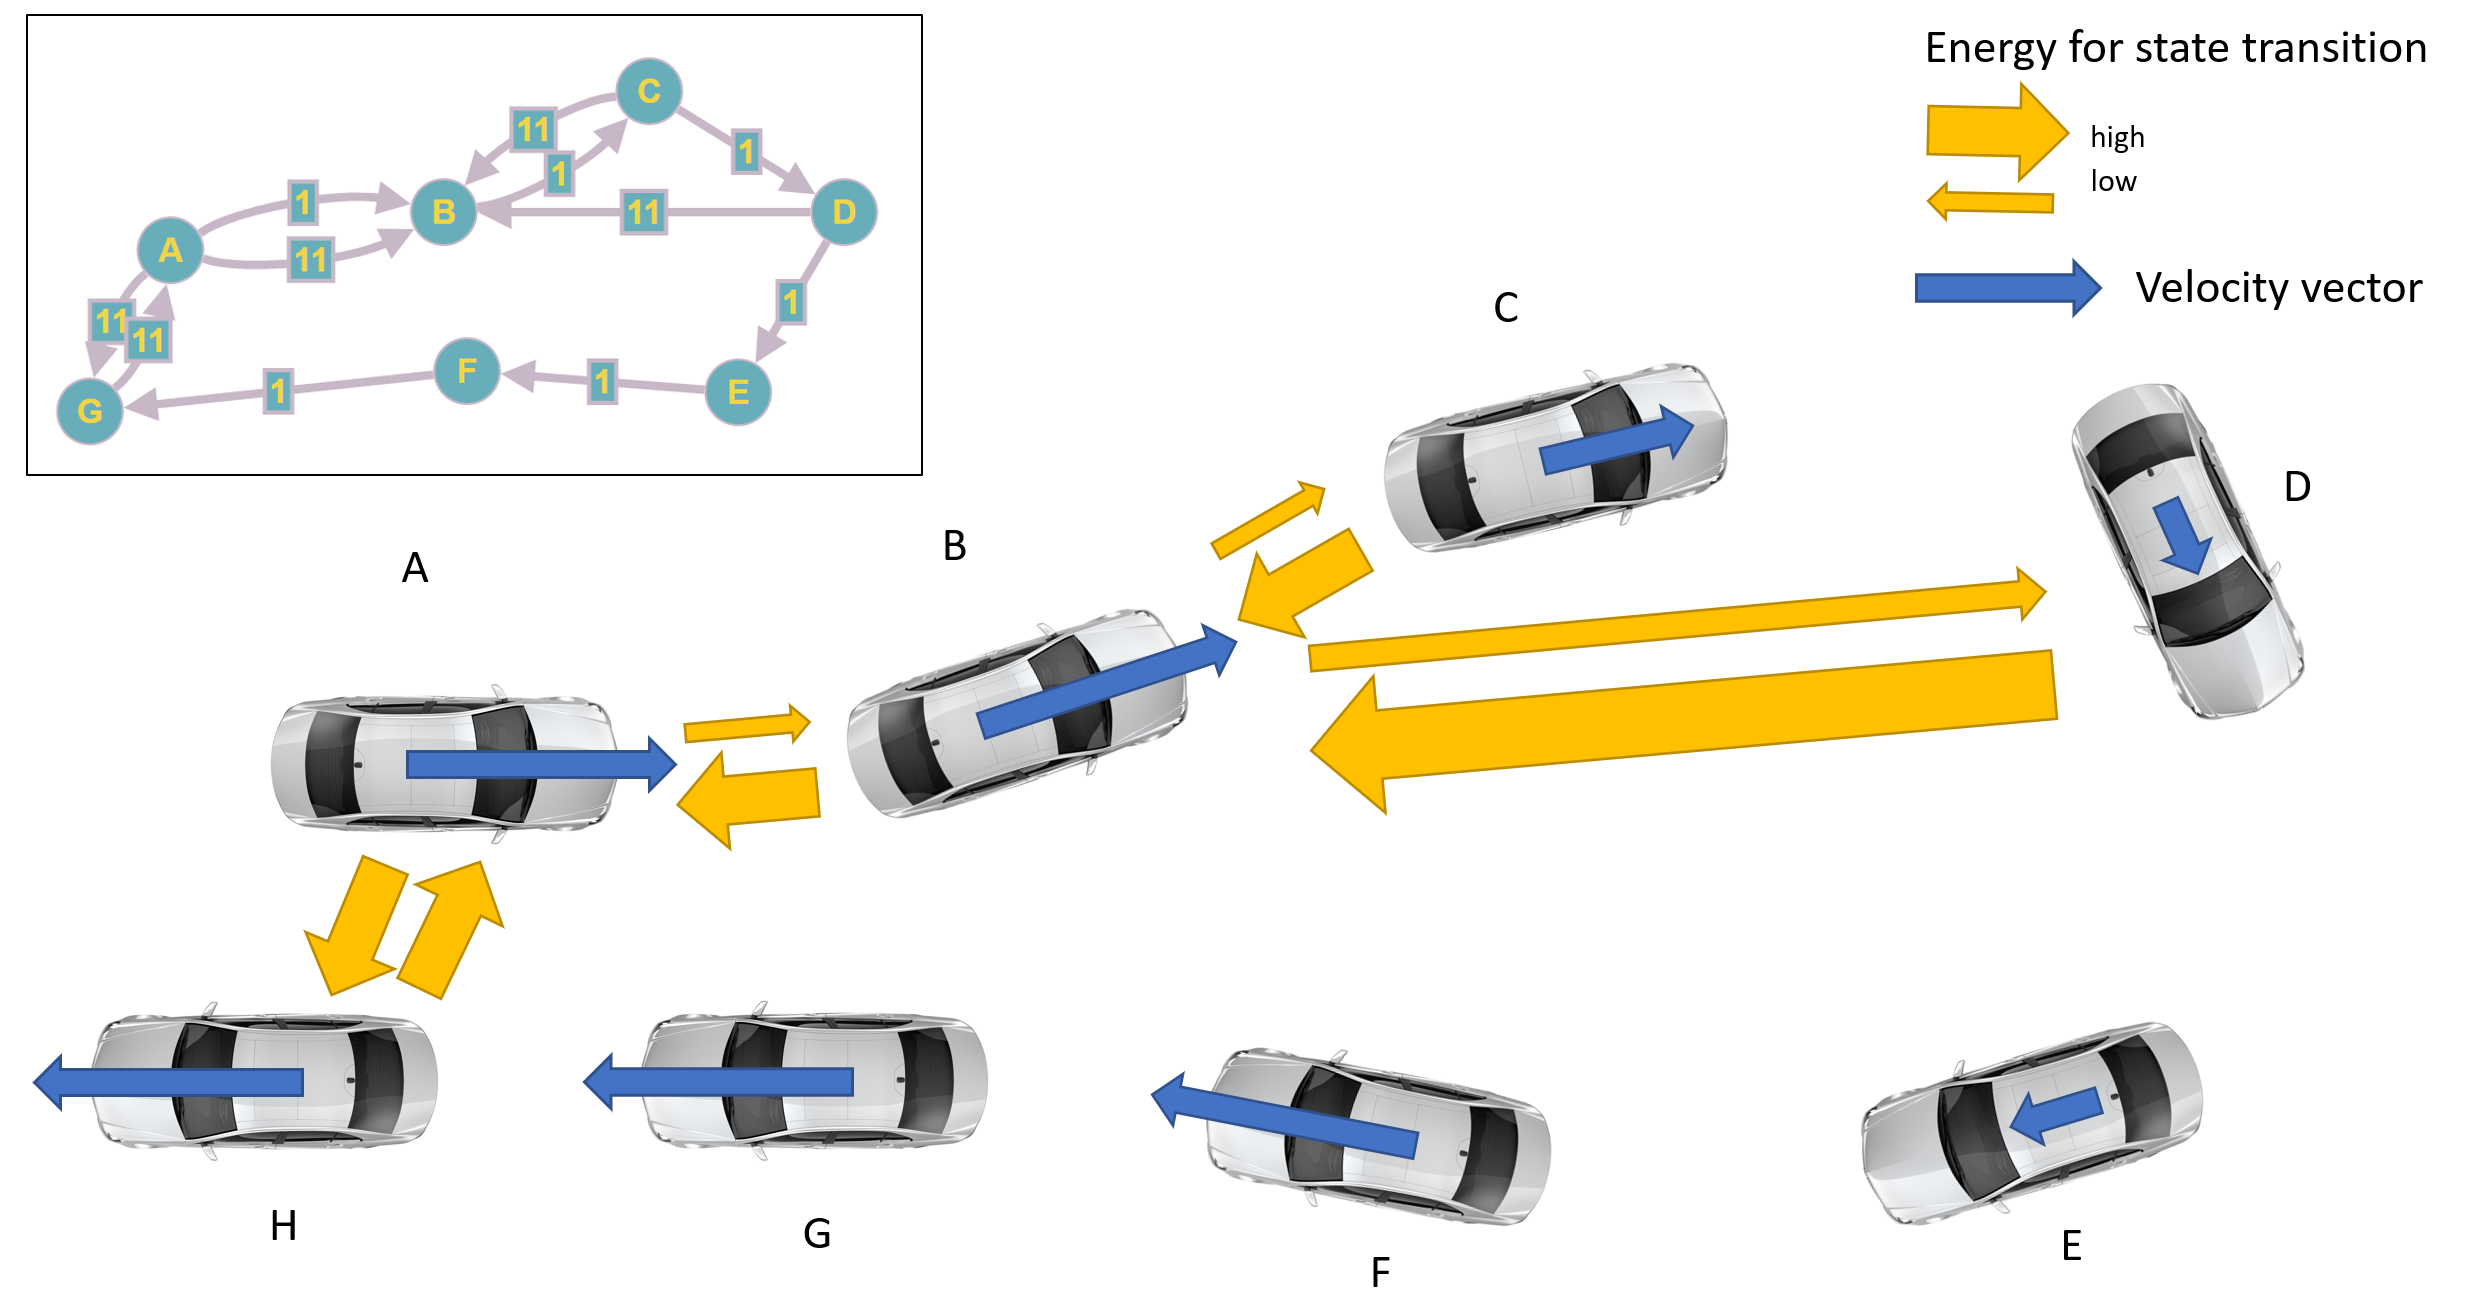 Energy for state transition
high
low
Velocity vector
C
11
1
1
B
11
D
1
A
11
11
11
1
F
1
1
E
G
C
D
B
A
H
G
F
E